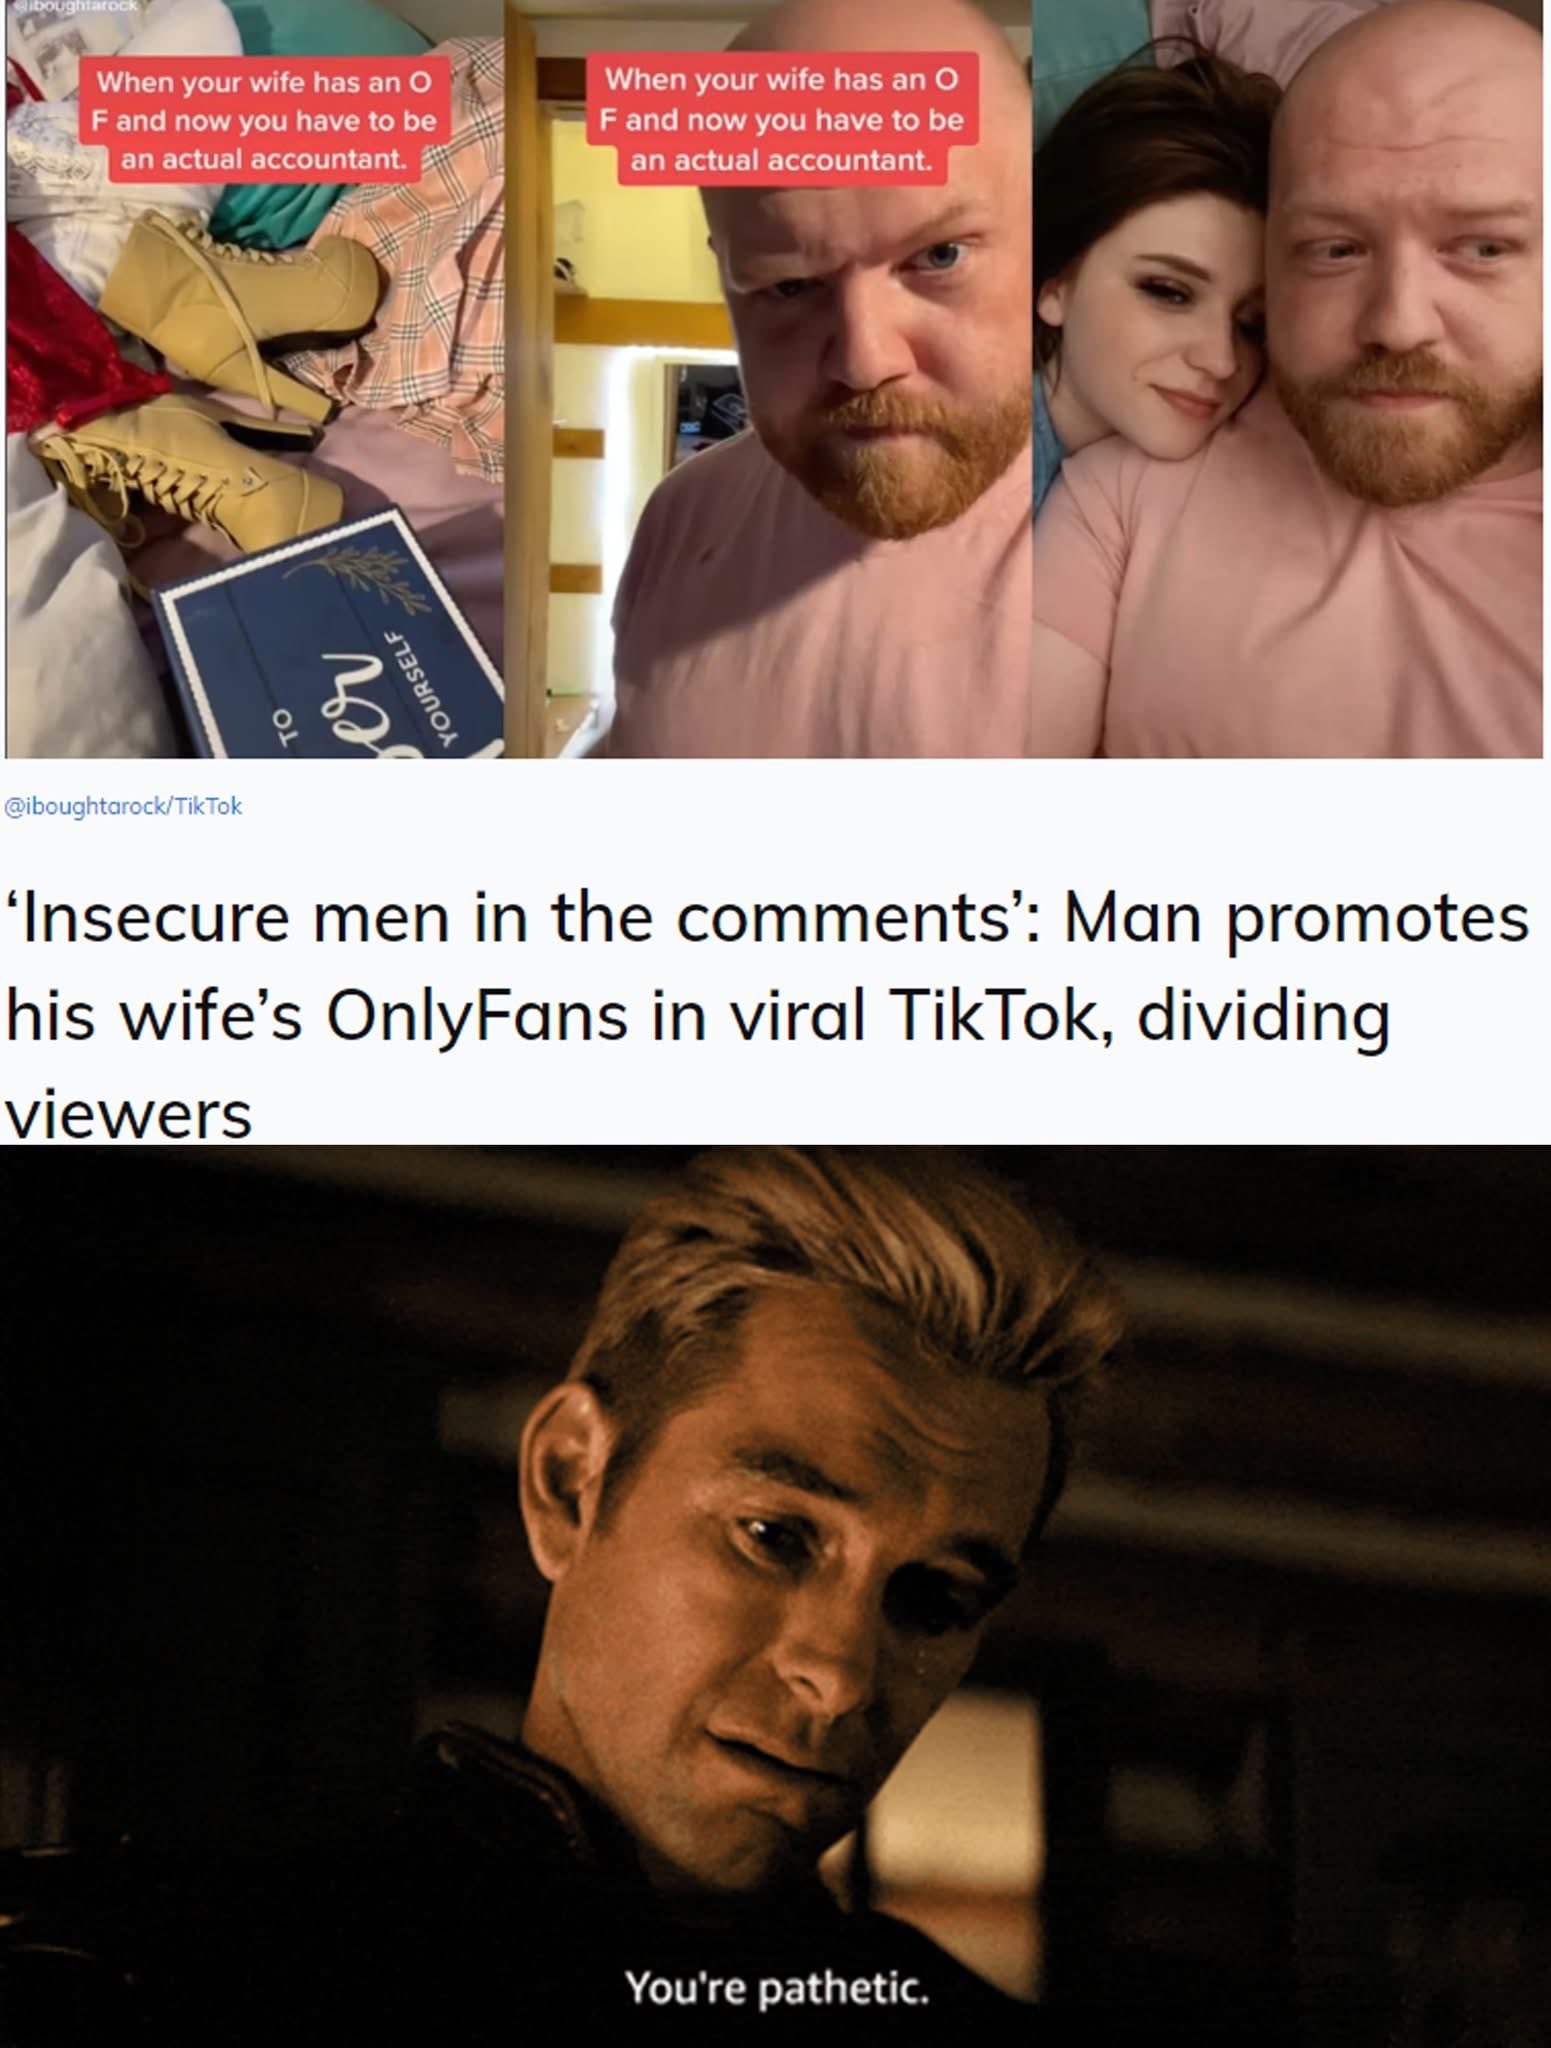 @iboughtarock
When your wife has an O
F and now you have to be
an actual accountant.
When your wife has an O
F and now you have to be
an actual accountant.
TO
YOURSELF
@iboughtarock/TikTok
‘Insecure men in the comments’: Man promotes
his wife’s OnlyFans in viral TikTok, dividing
viewers
You're pathetic.